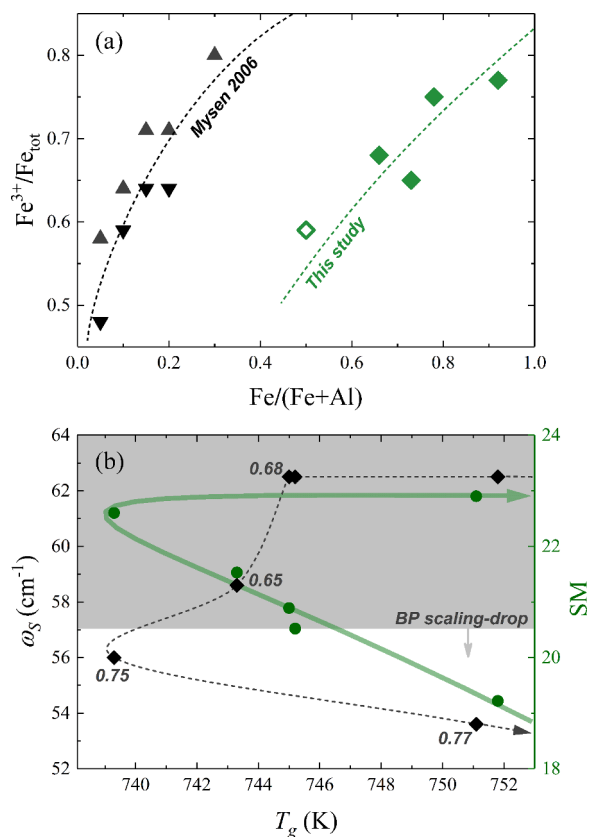 (a)
0.8
0.7
0.6
0.5
Fe³⁺/Fe_tot
Mysen 2006
This study
0.0 0.2 0.4 0.6 0.8 1.0
Fe/(Fe+Al)
(b)
64
62
60
58
56
54
52
ω_S (cm⁻¹)
0.68
0.65
BP scaling-drop
0.75
0.77
24
22
20
18
SM
740 742 744 746 748 750 752
T_g (K)